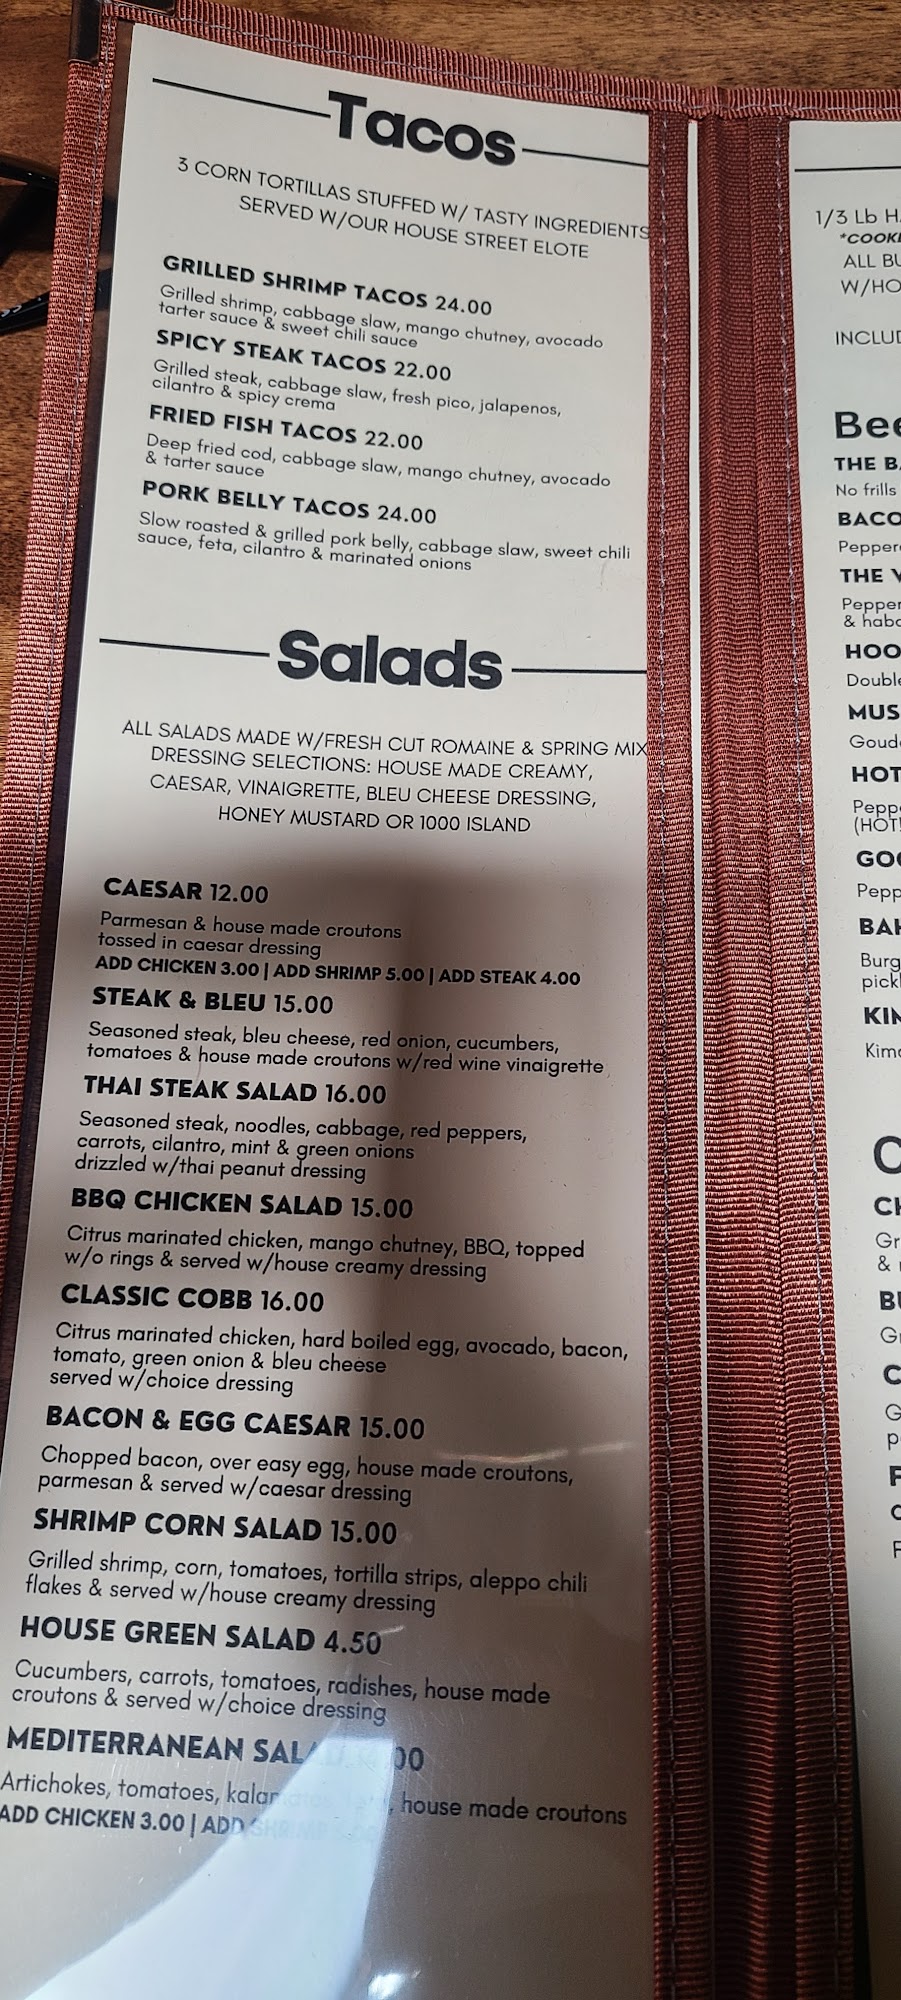 Tacos
3 CORN TORTILLAS STUFFED W/ TASTY INGREDIENTS
SERVED W/OUR HOUSE STREET ELOTE
GRILLED SHRIMP TACOS 24.00
Grilled shrimp, cabbage slaw, mango chutney, avocado
tarter sauce & sweet chili sauce
SPICY STEAK TACOS 22.00
Grilled steak, cabbage slaw, fresh pico, jalapenos,
cilantro & spicy crema
FRIED FISH TACOS 22.00
Deep fried cod, cabbage slaw, mango chutney, avocado
& tarter sauce
PORK BELLY TACOS 24.00
Slow roasted & grilled pork belly, cabbage slaw, sweet chili
sauce, feta, cilantro & marinated onions
Salads
ALL SALADS MADE W/FRESH CUT ROMAINE & SPRING MIX
DRESSING SELECTIONS: HOUSE MADE CREAMY,
CAESAR, VINAIGRETTE, BLEU CHEESE DRESSING,
HONEY MUSTARD OR 1000 ISLAND
CAESAR 12.00
Parmesan & house made croutons
tossed in caesar dressing
ADD CHICKEN 3.00 | ADD SHRIMP 5.00 | ADD STEAK 4.00
STEAK & BLEU 15.00
Seasoned steak, bleu cheese, red onion, cucumbers,
tomatoes & house made croutons w/red wine vinaigrette
THAI STEAK SALAD 16.00
Seasoned steak, noodles, cabbage, red peppers,
carrots, cilantro, mint & green onions
drizzled w/thai peanut dressing
BBQ CHICKEN SALAD 15.00
Citrus marinated chicken, mango chutney, BBQ, topped
w/o rings & served w/house creamy dressing
CLASSIC COBB 16.00
Citrus marinated chicken, hard boiled egg, avocado, bacon,
tomato, green onion & bleu cheese
served w/choice dressing
BACON & EGG CAESAR 15.00
Chopped bacon, over easy egg, house made croutons,
parmesan & served w/caesar dressing
SHRIMP CORN SALAD 15.00
Grilled shrimp, corn, tomatoes, tortilla strips, aleppo chili
flakes & served w/house creamy dressing
HOUSE GREEN SALAD 4.50
Cucumbers, carrots, tomatoes, radishes, house made
croutons & served w/choice dressing
MEDITERRANEAN SALAD
Artichokes, tomatoes, house made croutons
ADD CHICKEN 3.00 | ADD SHRIMP
1/3 Lb
ALL
No frills
THE
& 
(HOT!